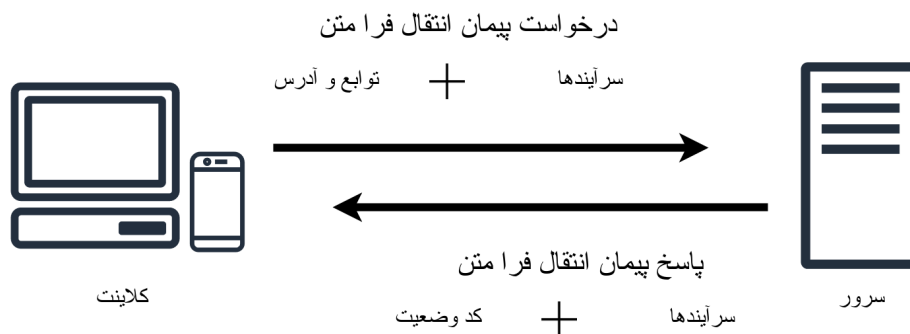 درخواست پیمان انتقال فرا متن
سرآیندها + توابع و آدرس
پاسخ پیمان انتقال فرا متن
سرور
کلاینت
سرآیندها + کد وضعیت